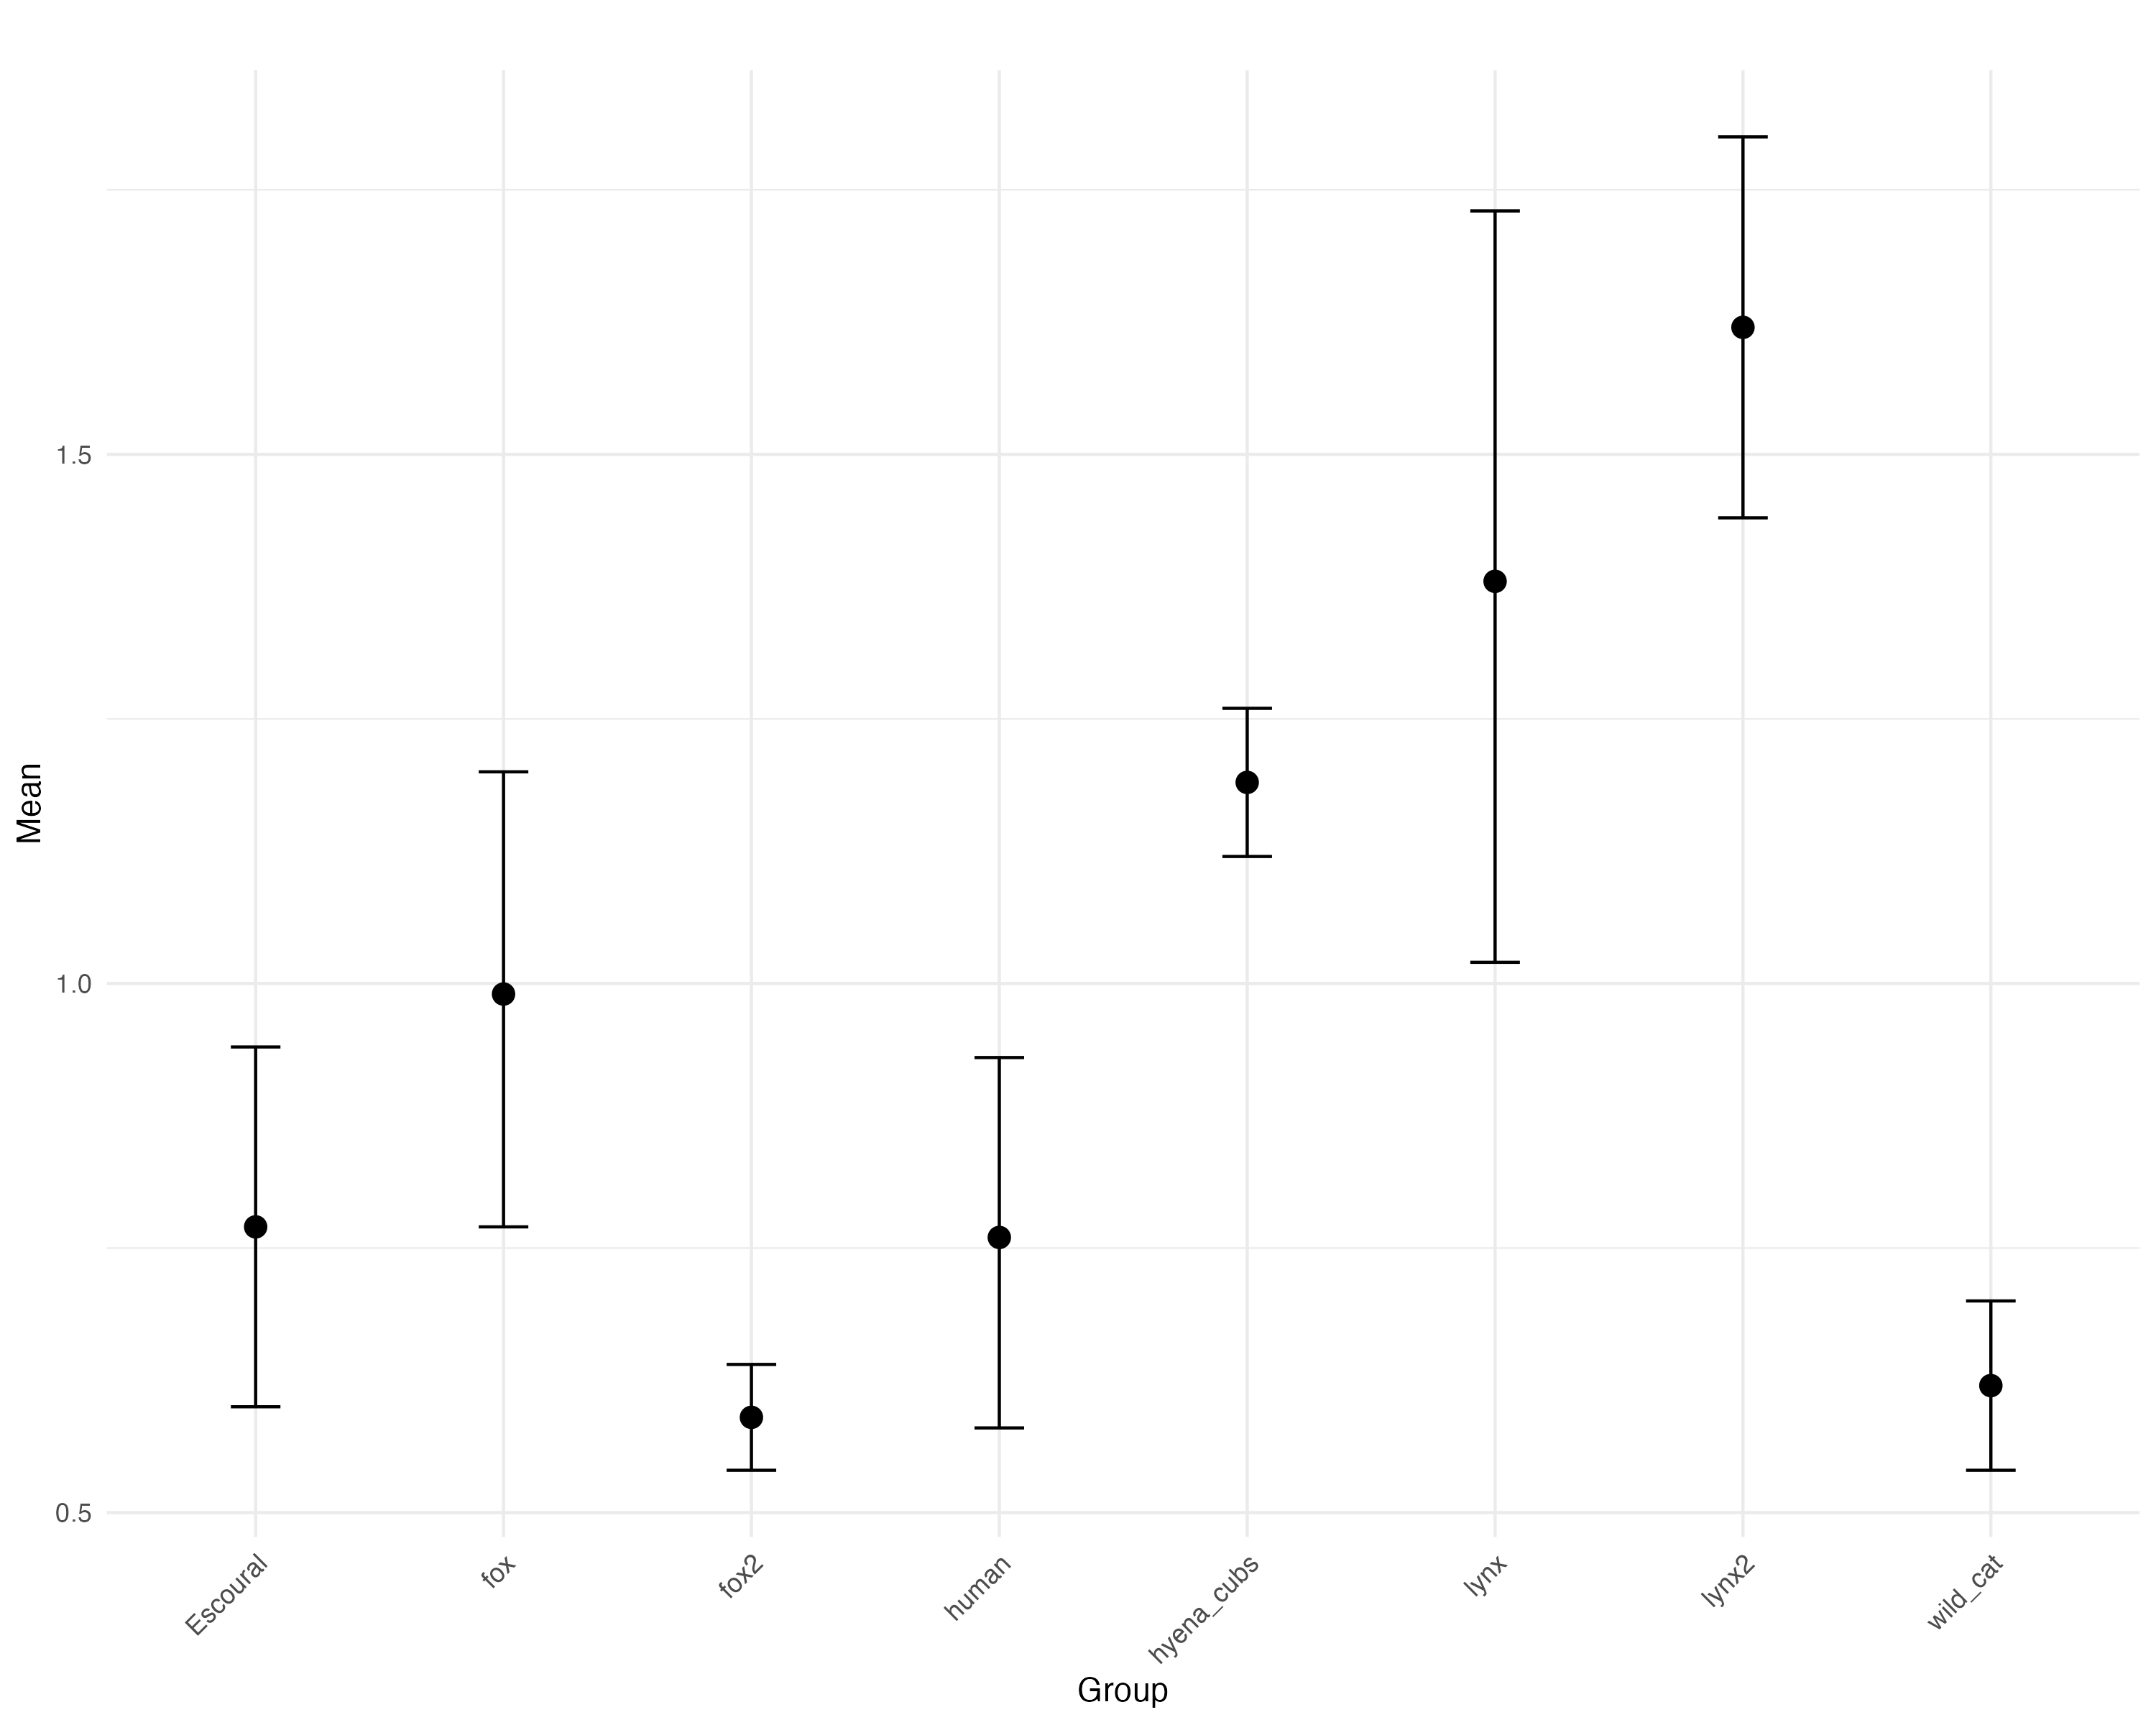 Mean
1.5
1.0
0.5
Escoural
fox
fox2
human
hyena_cubs
lynx
lynx2
wild_cat
Group